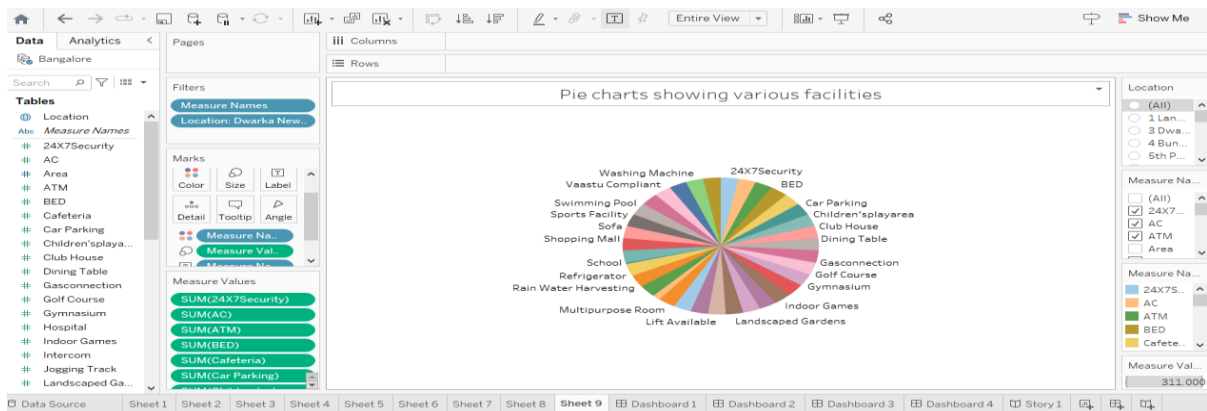 Entire View
Show Me
Data
Analytics
Bangalore
Search
Tables
Location
Abc Measure Names
24X7Security
AC
Area
ATM
BED
Cafeteria
Car Parking
Children'splaya...
Club House
Dining Table
Gasconnection
Golf Course
Gymnasium
Hospital
Indoor Games
Intercom
Jogging Track
Landscaped Ga...
Pages
Filters
Measure Names
Location: Dwarka New..
Marks
Color Size Label
Detail Tooltip Angle
Measure Na..
Measure Val..
Measure Values
SUM(24X7Security)
SUM(AC)
SUM(ATM)
SUM(BED)
SUM(Cafeteria)
SUM(Car Parking)
iii Columns
Rows
Pie charts showing various facilities
Washing Machine
24X7Security
Vaastu Compliant
BED
Swimming Pool
Car Parking
Sports Facility
Children'splayarea
Sofa
Club House
Shopping Mall
Dining Table
School
Gasconnection
Refrigerator
Golf Course
Rain Water Harvesting
Gymnasium
Multipurpose Room
Indoor Games
Lift Available
Landscaped Gardens
Location
(All)
1 Lan...
3 Dwa...
4 Bun...
5th P...
Measure Na...
(All)
24X7...
AC
ATM
Area
Measure Na...
24X7S..
AC
ATM
BED
Cafete..
Measure Val...
311.000
Data Source
Sheet 1
Sheet 2
Sheet 3
Sheet 4
Sheet 5
Sheet 6
Sheet 7
Sheet 8
Sheet 9
Dashboard 1
Dashboard 2
Dashboard 3
Dashboard 4
Story 1